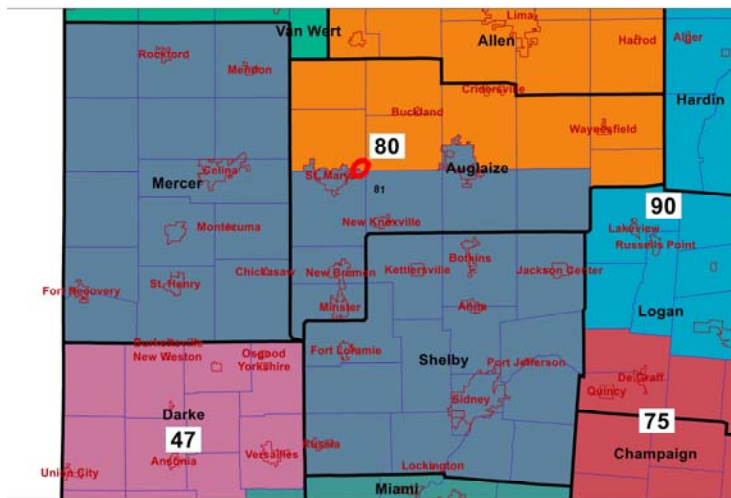 Van Wert
Lima
Allen
Harrod
Alger
Rockford
Mendon
Cridersville
Hardin
Buckland
Waynesfield
80
Celina
Mercer
St. Marys
Auglaize
81
90
New Knoxville
Montezuma
Lakeview
Russells Point
Botkins
Chickasaw
New Bremen
Kettlersville
Jackson Center
Fort Recovery
St. Henry
Minster
Anna
Logan
Burkettsville
New Weston
Osgood
Yorkshire
Fort Loramie
Shelby
Port Jefferson
DeGraff
Quincy
Sidney
Darke
75
47
Champaign
Union City
Ansonia
Versailles
Russia
Lockington
Miami